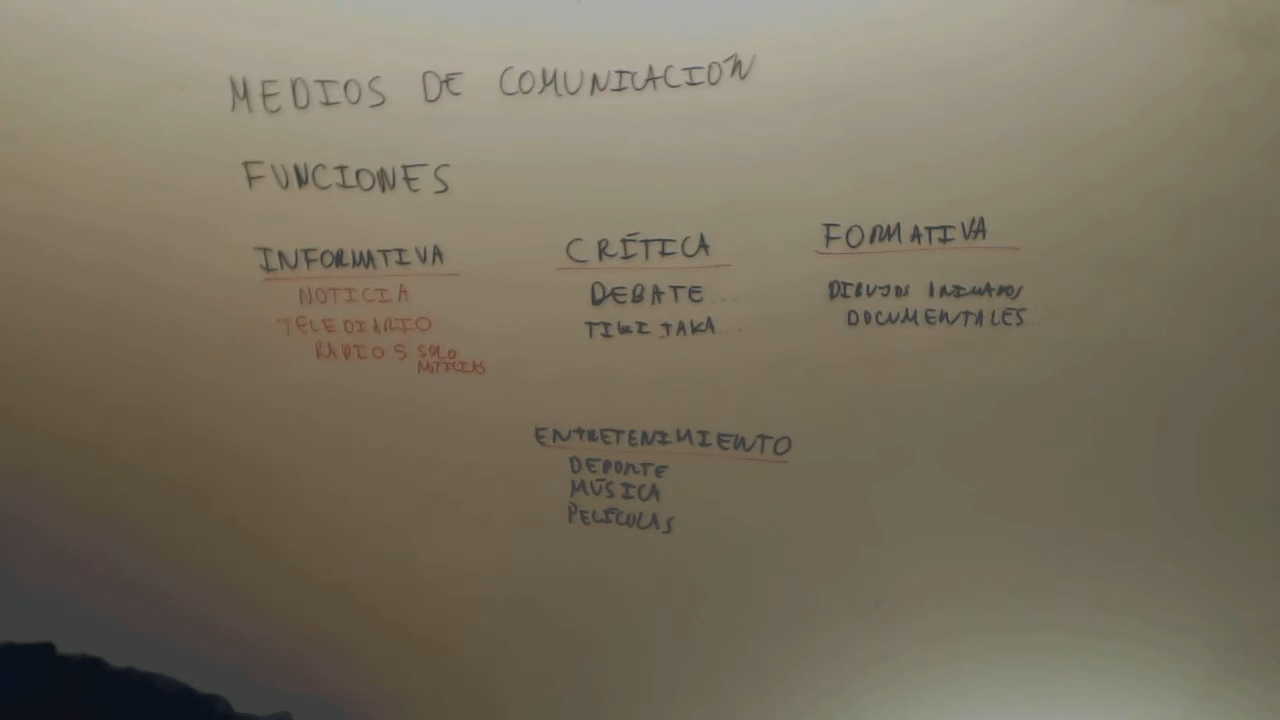 MEDIOS DE COMUNICACION
FUNCIONES
INFORMATIVA
NOTICIA
TELEDIARIO
RADIOS SOLO
NOTICIAS
CRÍTICA
DEBATE...
TIKI TAKA...
FORMATIVA
DIBUJOS ANIMADOS
DOCUMENTALES
ENTRETENIMIENTO
DEPORTE
MÚSICA
PELÍCOLAS